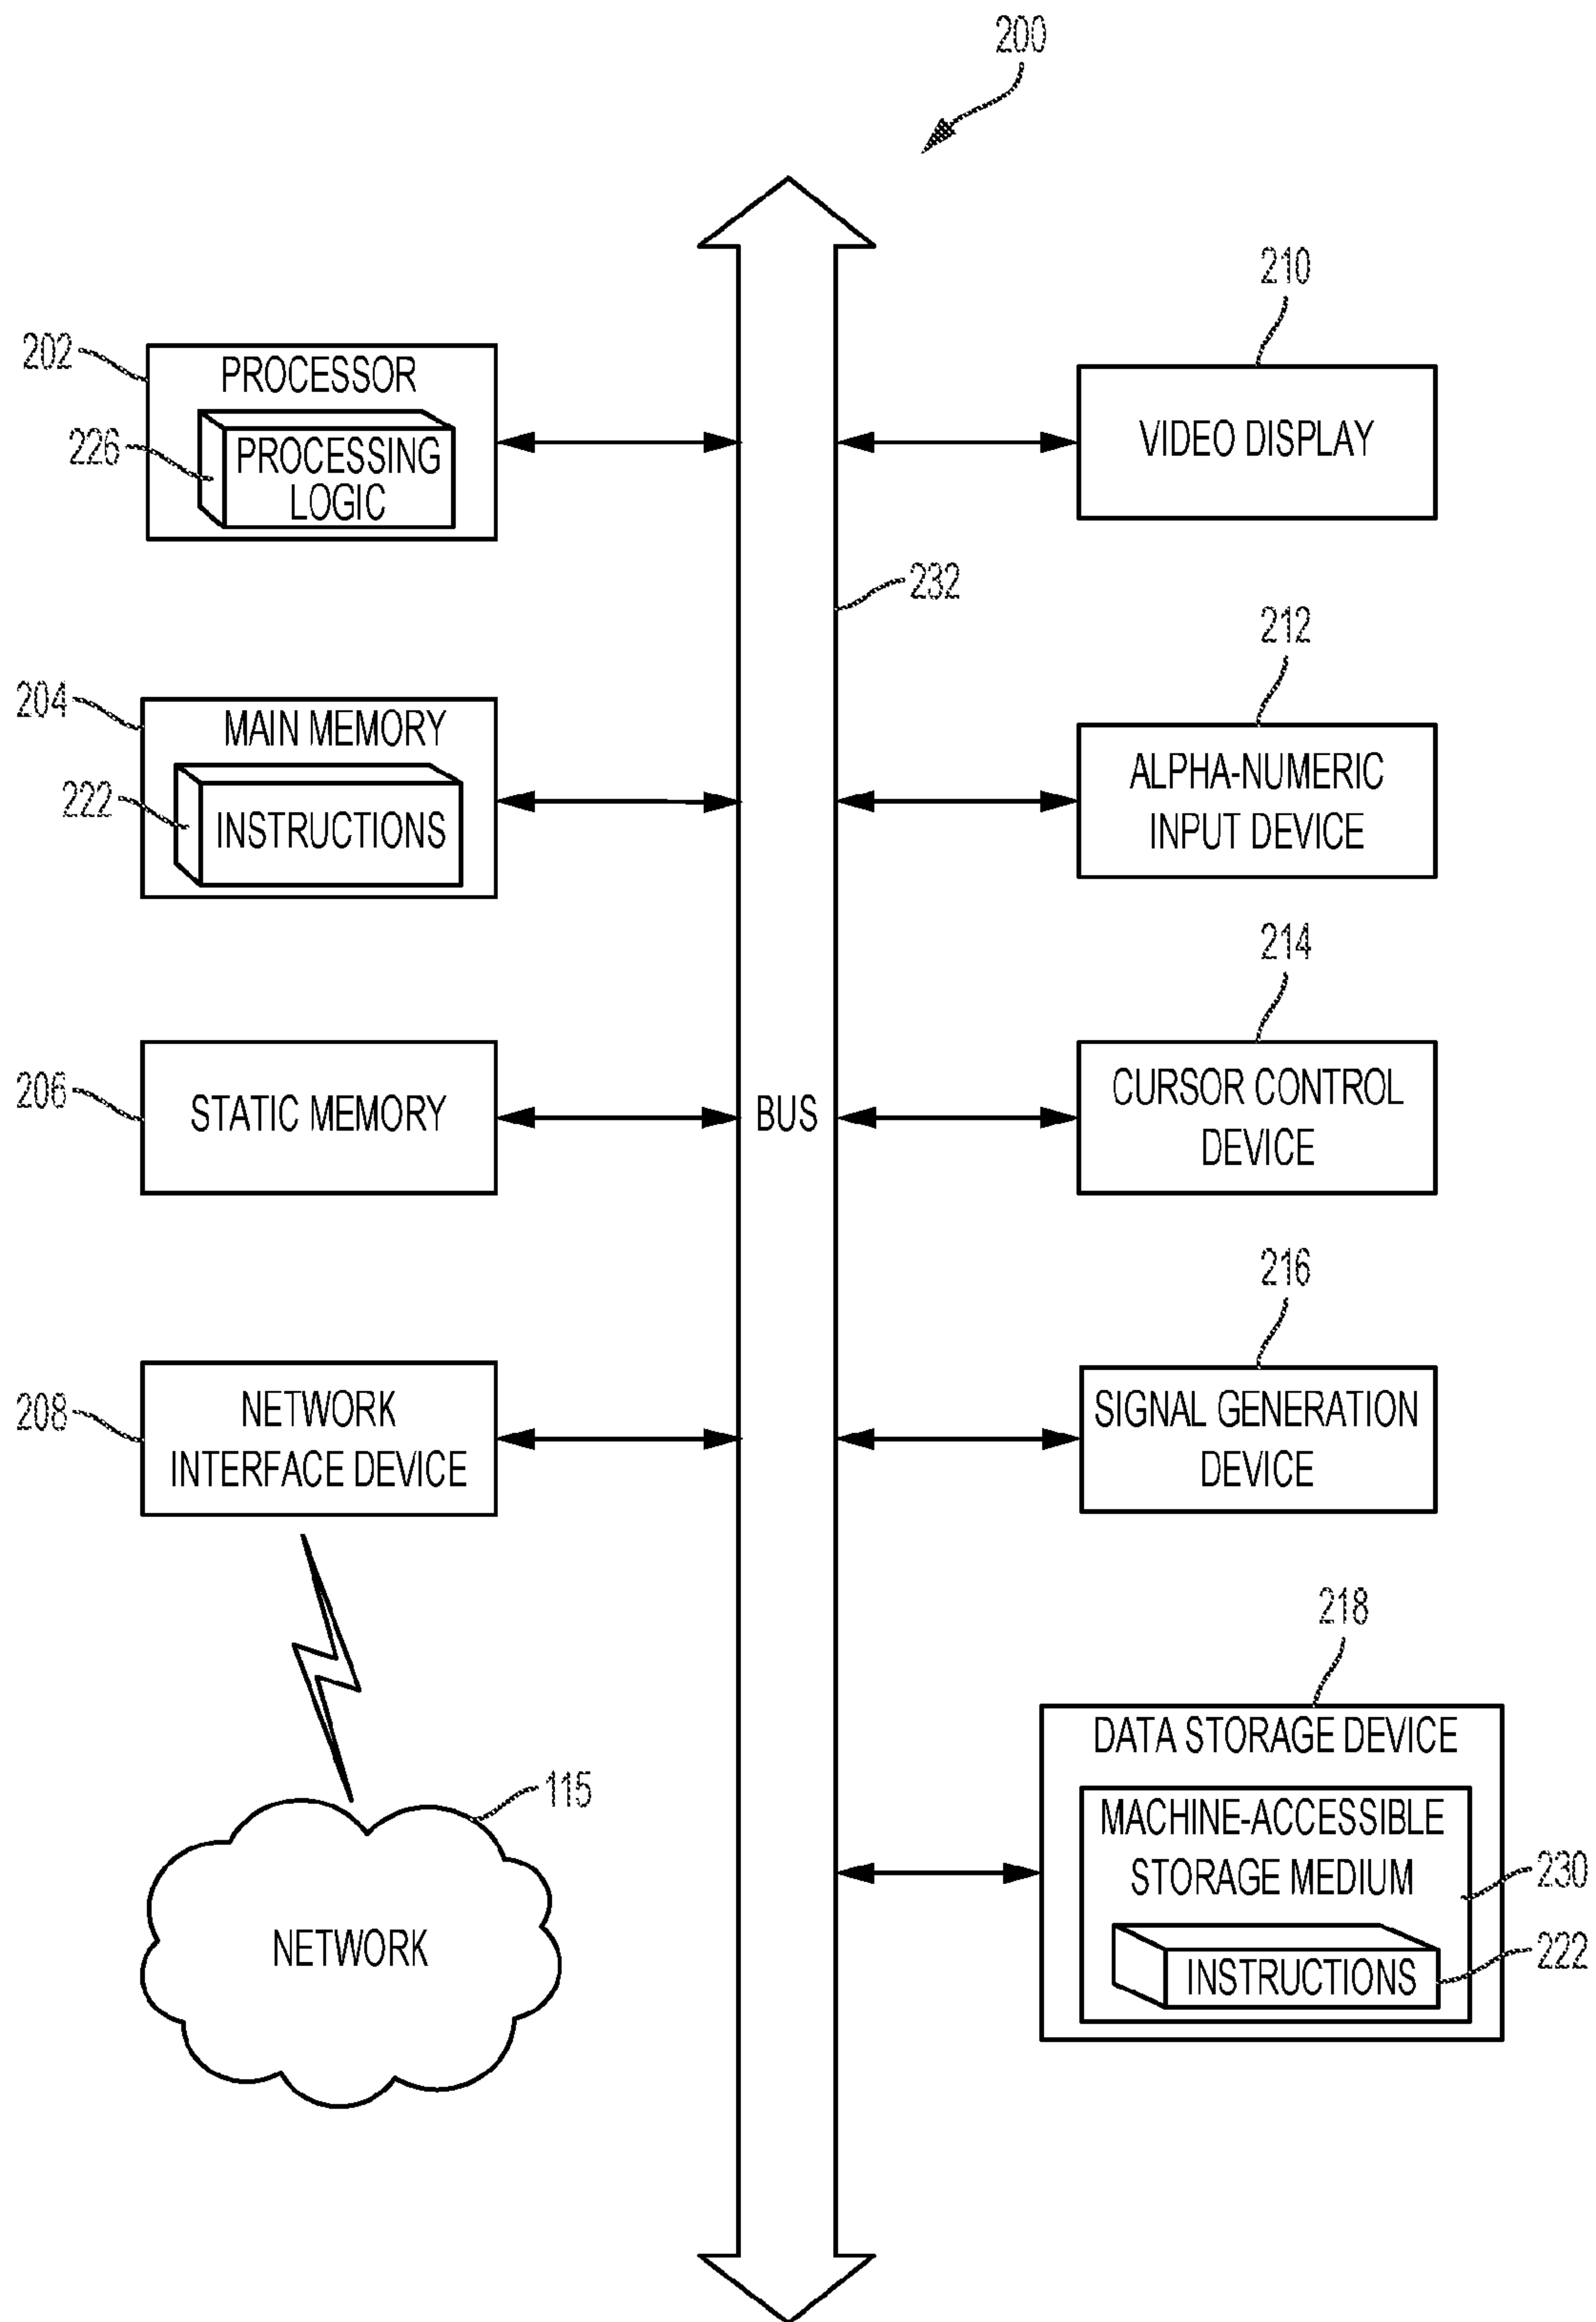 200
202
PROCESSOR
226
PROCESSING
LOGIC
210
VIDEO DISPLAY
232
204
MAIN MEMORY
222
INSTRUCTIONS
212
ALPHA-NUMERIC
INPUT DEVICE
206
STATIC MEMORY
BUS
214
CURSOR CONTROL
DEVICE
208
NETWORK
INTERFACE DEVICE
216
SIGNAL GENERATION
DEVICE
115
NETWORK
218
DATA STORAGE DEVICE
MACHINE-ACCESSIBLE
STORAGE MEDIUM
230
INSTRUCTIONS
222